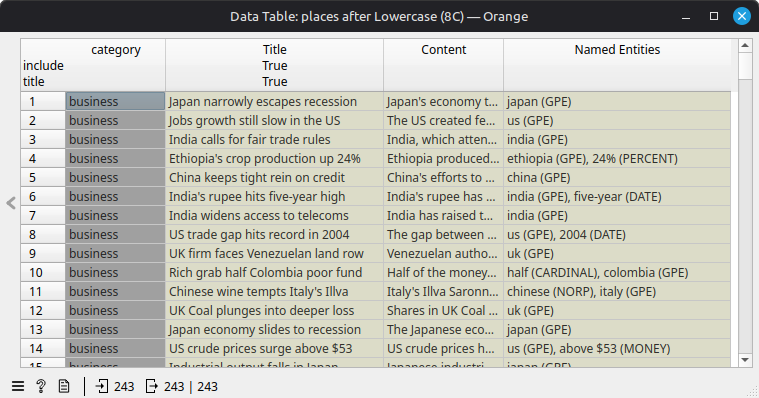 Data Table: places after Lowercase (8C) — Orange
category Title Content Named Entities
include True
title True
1 business Japan narrowly escapes recession Japan's economy t... japan (GPE)
2 business Jobs growth still slow in the US The US created fe... us (GPE)
3 business India calls for fair trade rules India, which atten... india (GPE)
4 business Ethiopia's crop production up 24% Ethiopia produced... ethiopia (GPE), 24% (PERCENT)
5 business China keeps tight rein on credit China's efforts to ... china (GPE)
6 business India's rupee hits five-year high India's rupee has ... india (GPE), five-year (DATE)
7 business India widens access to telecoms India has raised t... india (GPE)
8 business US trade gap hits record in 2004 The gap between ... us (GPE), 2004 (DATE)
9 business UK firm faces Venezuelan land row Venezuelan autho... uk (GPE)
10 business Rich grab half Colombia poor fund Half of the money... half (CARDINAL), colombia (GPE)
11 business Chinese wine tempts Italy's Illva Italy's Illva Saronn... chinese (NORP), italy (GPE)
12 business UK Coal plunges into deeper loss Shares in UK Coal ... uk (GPE)
13 business Japan economy slides to recession The Japanese eco... japan (GPE)
14 business US crude prices surge above $53 US crude prices h... us (GPE), above $53 (MONEY)
15 business Industrial output falls in Japan Japanese industri... japan (GPE)
243 243 | 243